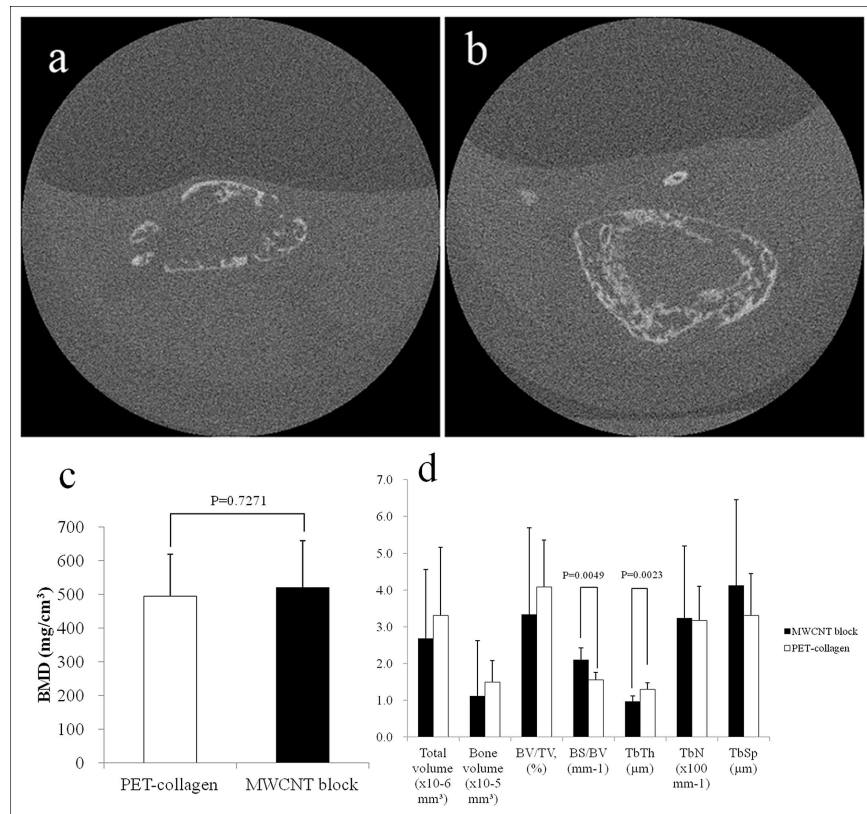 a
b
c
P=0.7271
700
600
500
400
300
200
100
0
BMD (mg/cm³)
PET-collagen
MWCNT block
d
7.0
6.0
5.0
4.0
3.0
2.0
1.0
0.0
P=0.0049
P=0.0023
MWCNT block
PET-collagen
Total
volume
(x10-6
mm³)
Bone
volume
(x10-5
mm³)
BV/TV,
(%)
BS/BV
(mm-1)
TbTh
(μm)
TbN
(x100
mm-1)
TbSp
(μm)